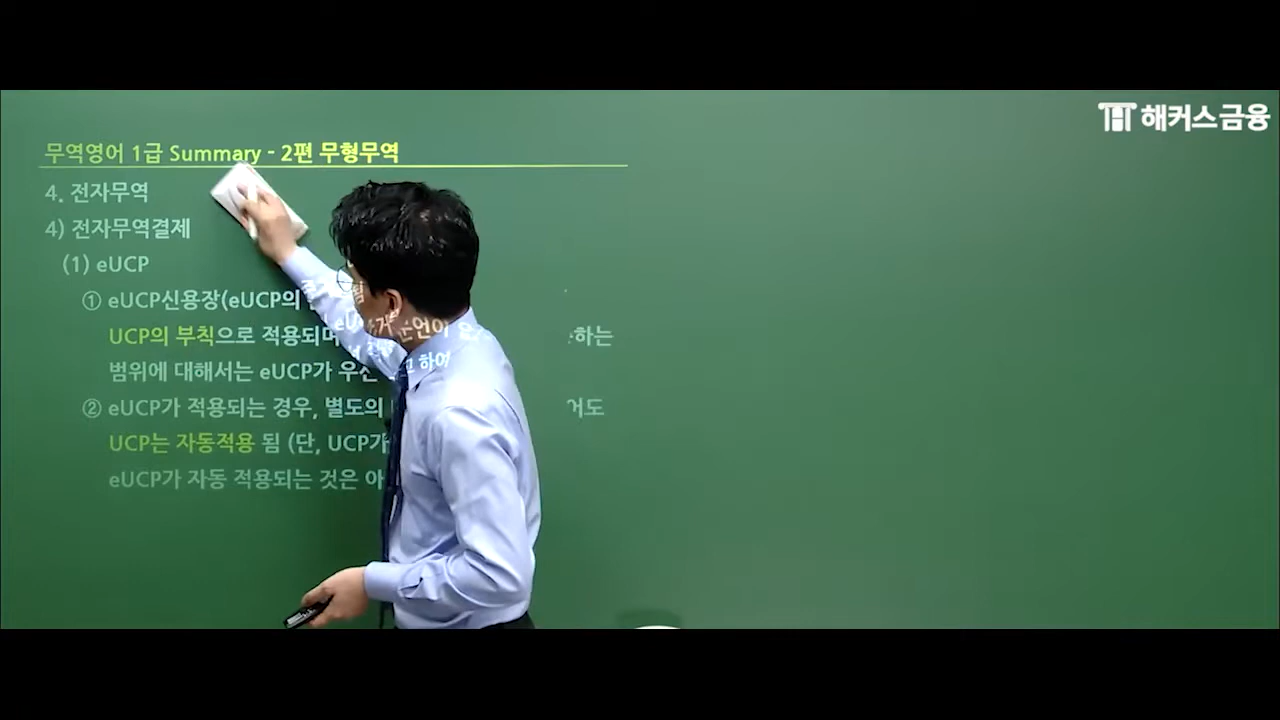 해커스금융
무역영어 1급 Summary - 2편 무형무역
4. 전자무역
4) 전자무역결제
(1) eUCP
① eUCP신용장(eUCP의
UCP의 부칙으로 적용되며 하는
범위에 대해서는 eUCP가 우선 하여
② eUCP가 적용되는 경우, 별도의
UCP는 자동적용 됨 (단, UCP가
eUCP가 자동 적용되는 것은